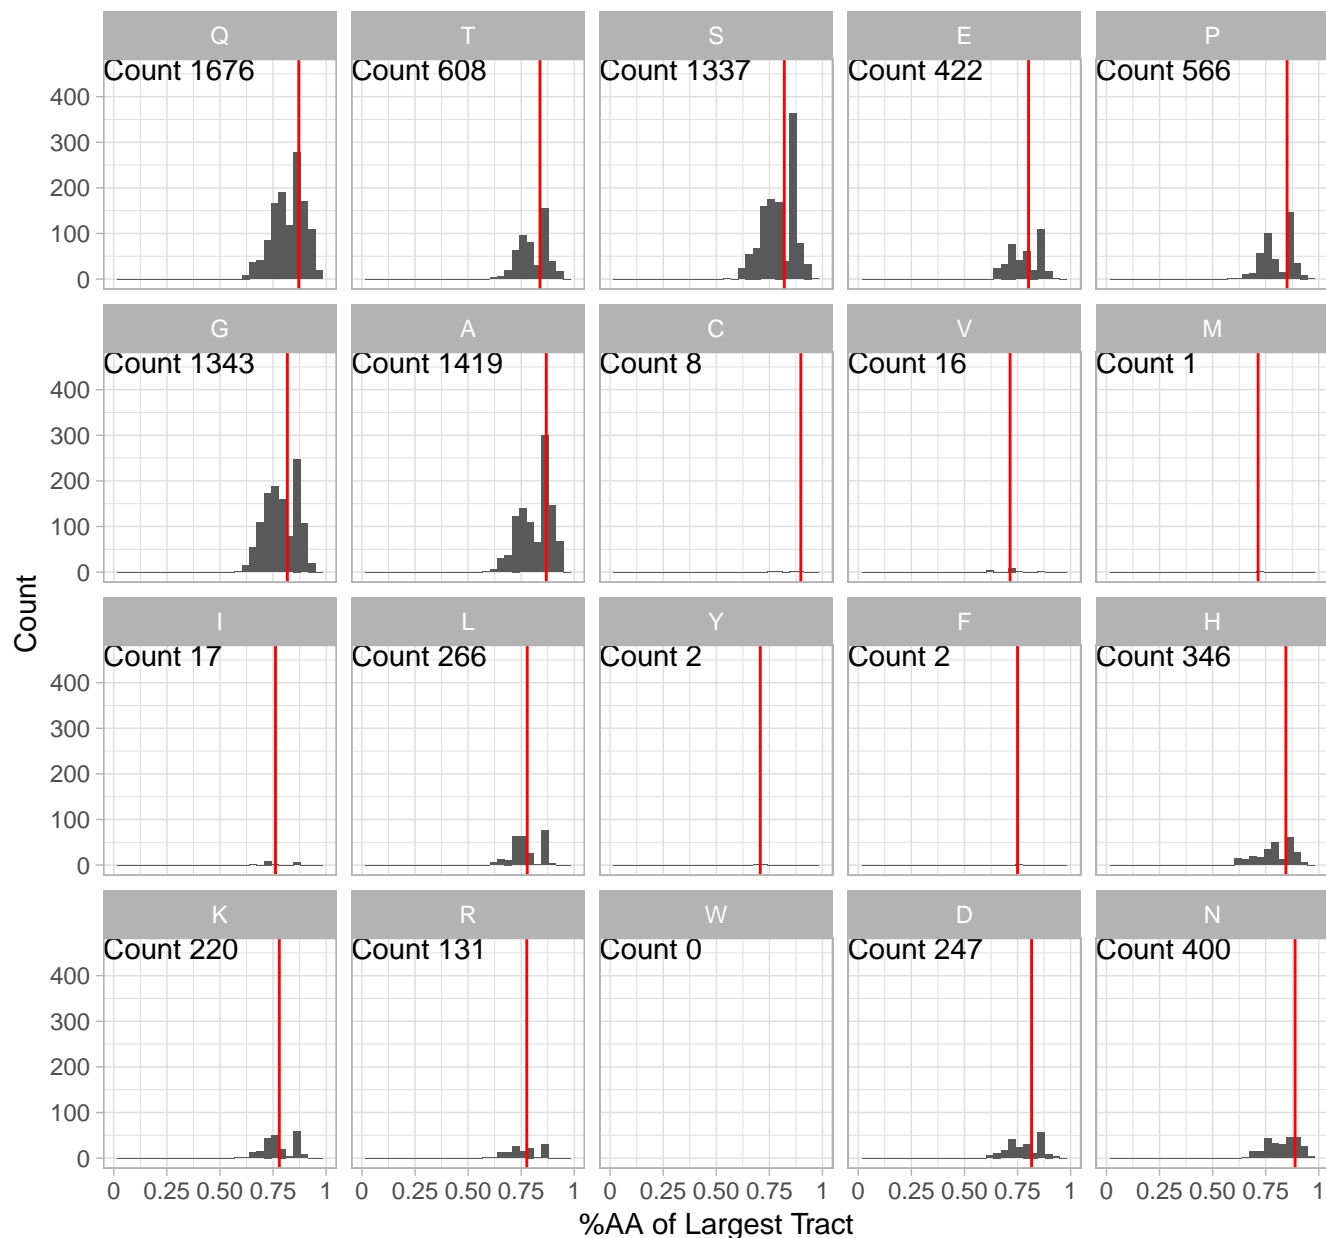 Q T S E P
Count 1676 Count 608 Count 1337 Count 422 Count 566
400
300
200
100
0
G A C V M
Count 1343 Count 1419 Count 8 Count 16 Count 1
400
300
200
100
0
Count
I L Y F H
Count 17 Count 266 Count 2 Count 2 Count 346
400
300
200
100
0
K R W D N
Count 220 Count 131 Count 0 Count 247 Count 400
400
300
200
100
0
0 0.25 0.50 0.75 1 0 0.25 0.50 0.75 1 0 0.25 0.50 0.75 1 0 0.25 0.50 0.75 1 0 0.25 0.50 0.75 1
%AA of Largest Tract